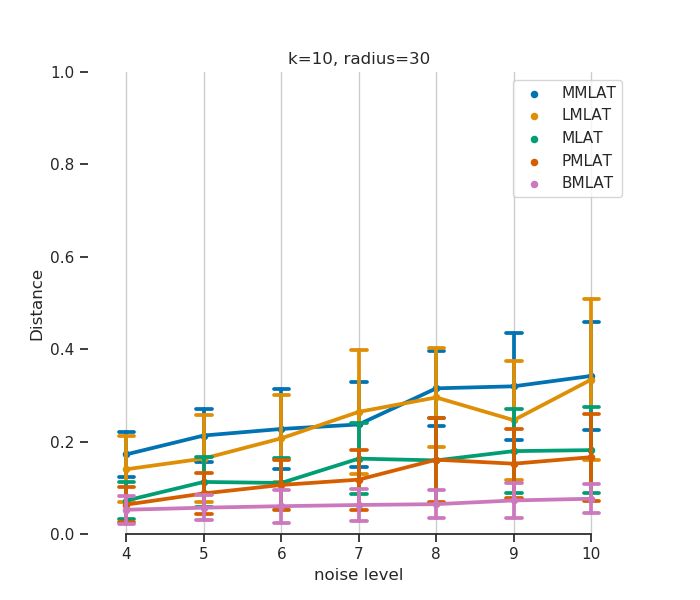 k=10, radius=30
1.0
0.8
0.6
0.4
0.2
0.0
Distance
MMLAT
LMLAT
MLAT
PMLAT
BMLAT
4 5 6 7 8 9 10
noise level